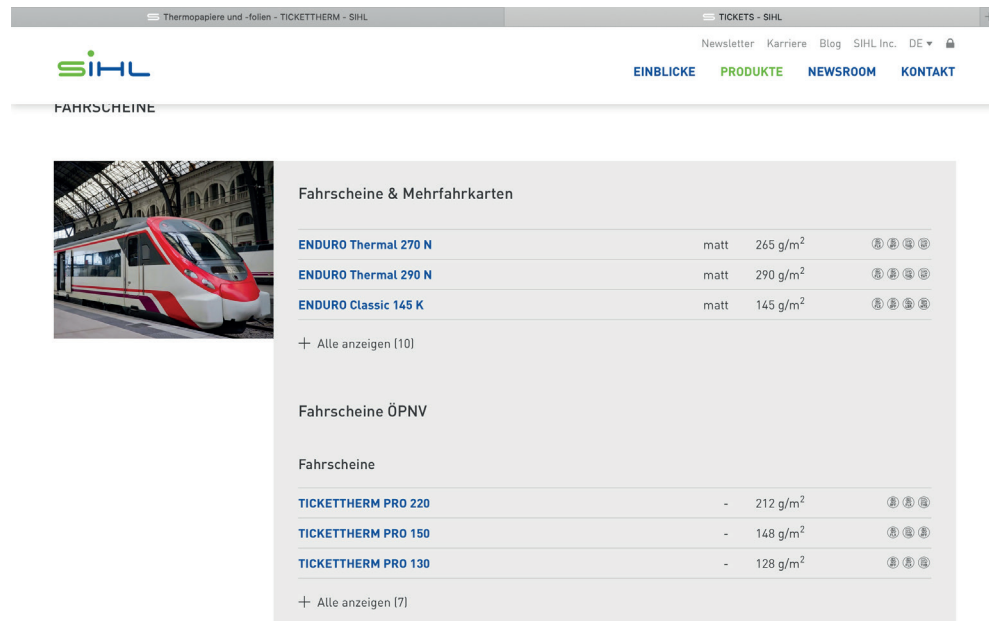 Thermopapiere und -folien - TICKETTHERM - SIHL
TICKETS - SIHL
Newsletter Karriere Blog SIHL Inc. DE
SIHL
EINBLICKE PRODUKTE NEWSROOM KONTAKT
FAHRSCHEINE
Fahrscheine & Mehrfahrkarten
ENDURO Thermal 270 N matt 265 g/m²
ENDURO Thermal 290 N matt 290 g/m²
ENDURO Classic 145 K matt 145 g/m²
+ Alle anzeigen (10)
Fahrscheine ÖPNV
Fahrscheine
TICKETTHERM PRO 220 - 212 g/m²
TICKETTHERM PRO 150 - 148 g/m²
TICKETTHERM PRO 130 - 128 g/m²
+ Alle anzeigen (7)